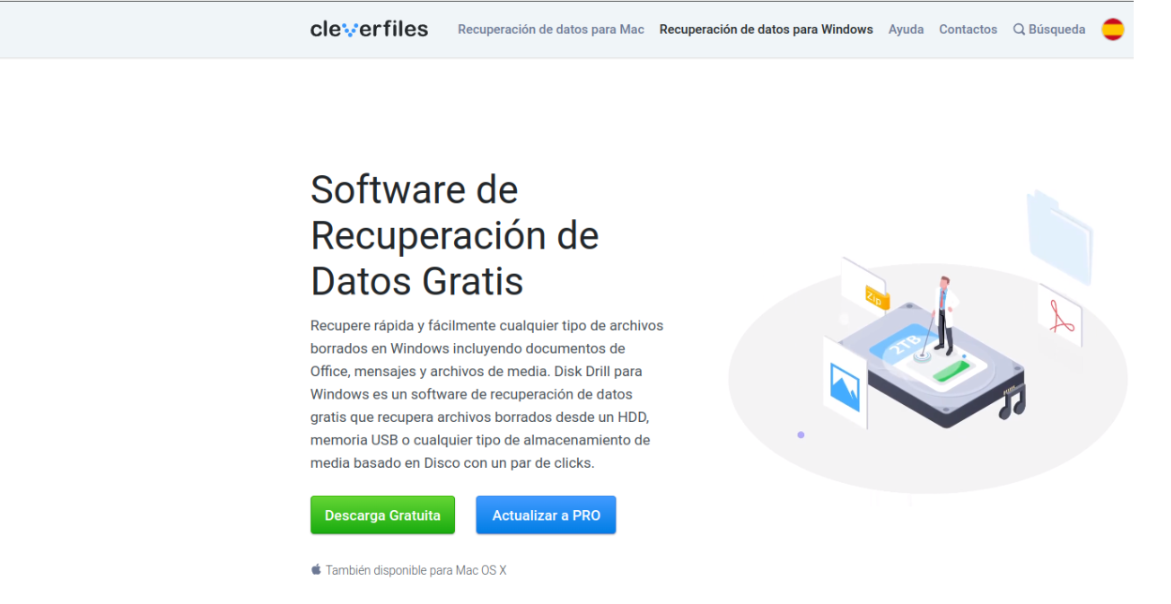 cleverfiles Recuperación de datos para Mac Recuperación de datos para Windows Ayuda Contactos Búsqueda
Software de
Recuperación de
Datos Gratis
Recupere rápida y fácilmente cualquier tipo de archivos
borrados en Windows incluyendo documentos de
Office, mensajes y archivos de media. Disk Drill para
Windows es un software de recuperación de datos
gratis que recupera archivos borrados desde un HDD,
memoria USB o cualquier tipo de almacenamiento de
media basado en Disco con un par de clicks.
Descarga Gratuita Actualizar a PRO
También disponible para Mac OS X
Zip
2TB